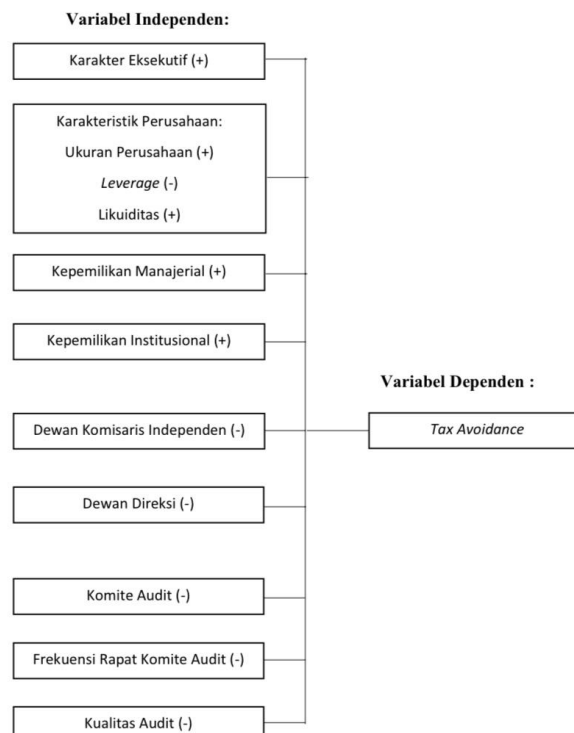 Variabel Independen:
Karakter Eksekutif (+)
Karakteristik Perusahaan:
Ukuran Perusahaan (+)
Leverage (-)
Likuiditas (+)
Kepemilikan Manajerial (+)
Kepemilikan Institusional (+)
Variabel Dependen :
Dewan Komisaris Independen (-)
Tax Avoidance
Dewan Direksi (-)
Komite Audit (-)
Frekuensi Rapat Komite Audit (-)
Kualitas Audit (-)